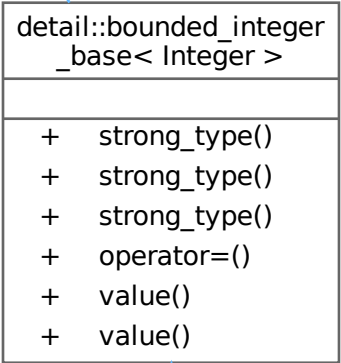 detail::bounded_integer
_base< Integer >
+ strong_type()
+ strong_type()
+ strong_type()
+ operator=()
+ value()
+ value()